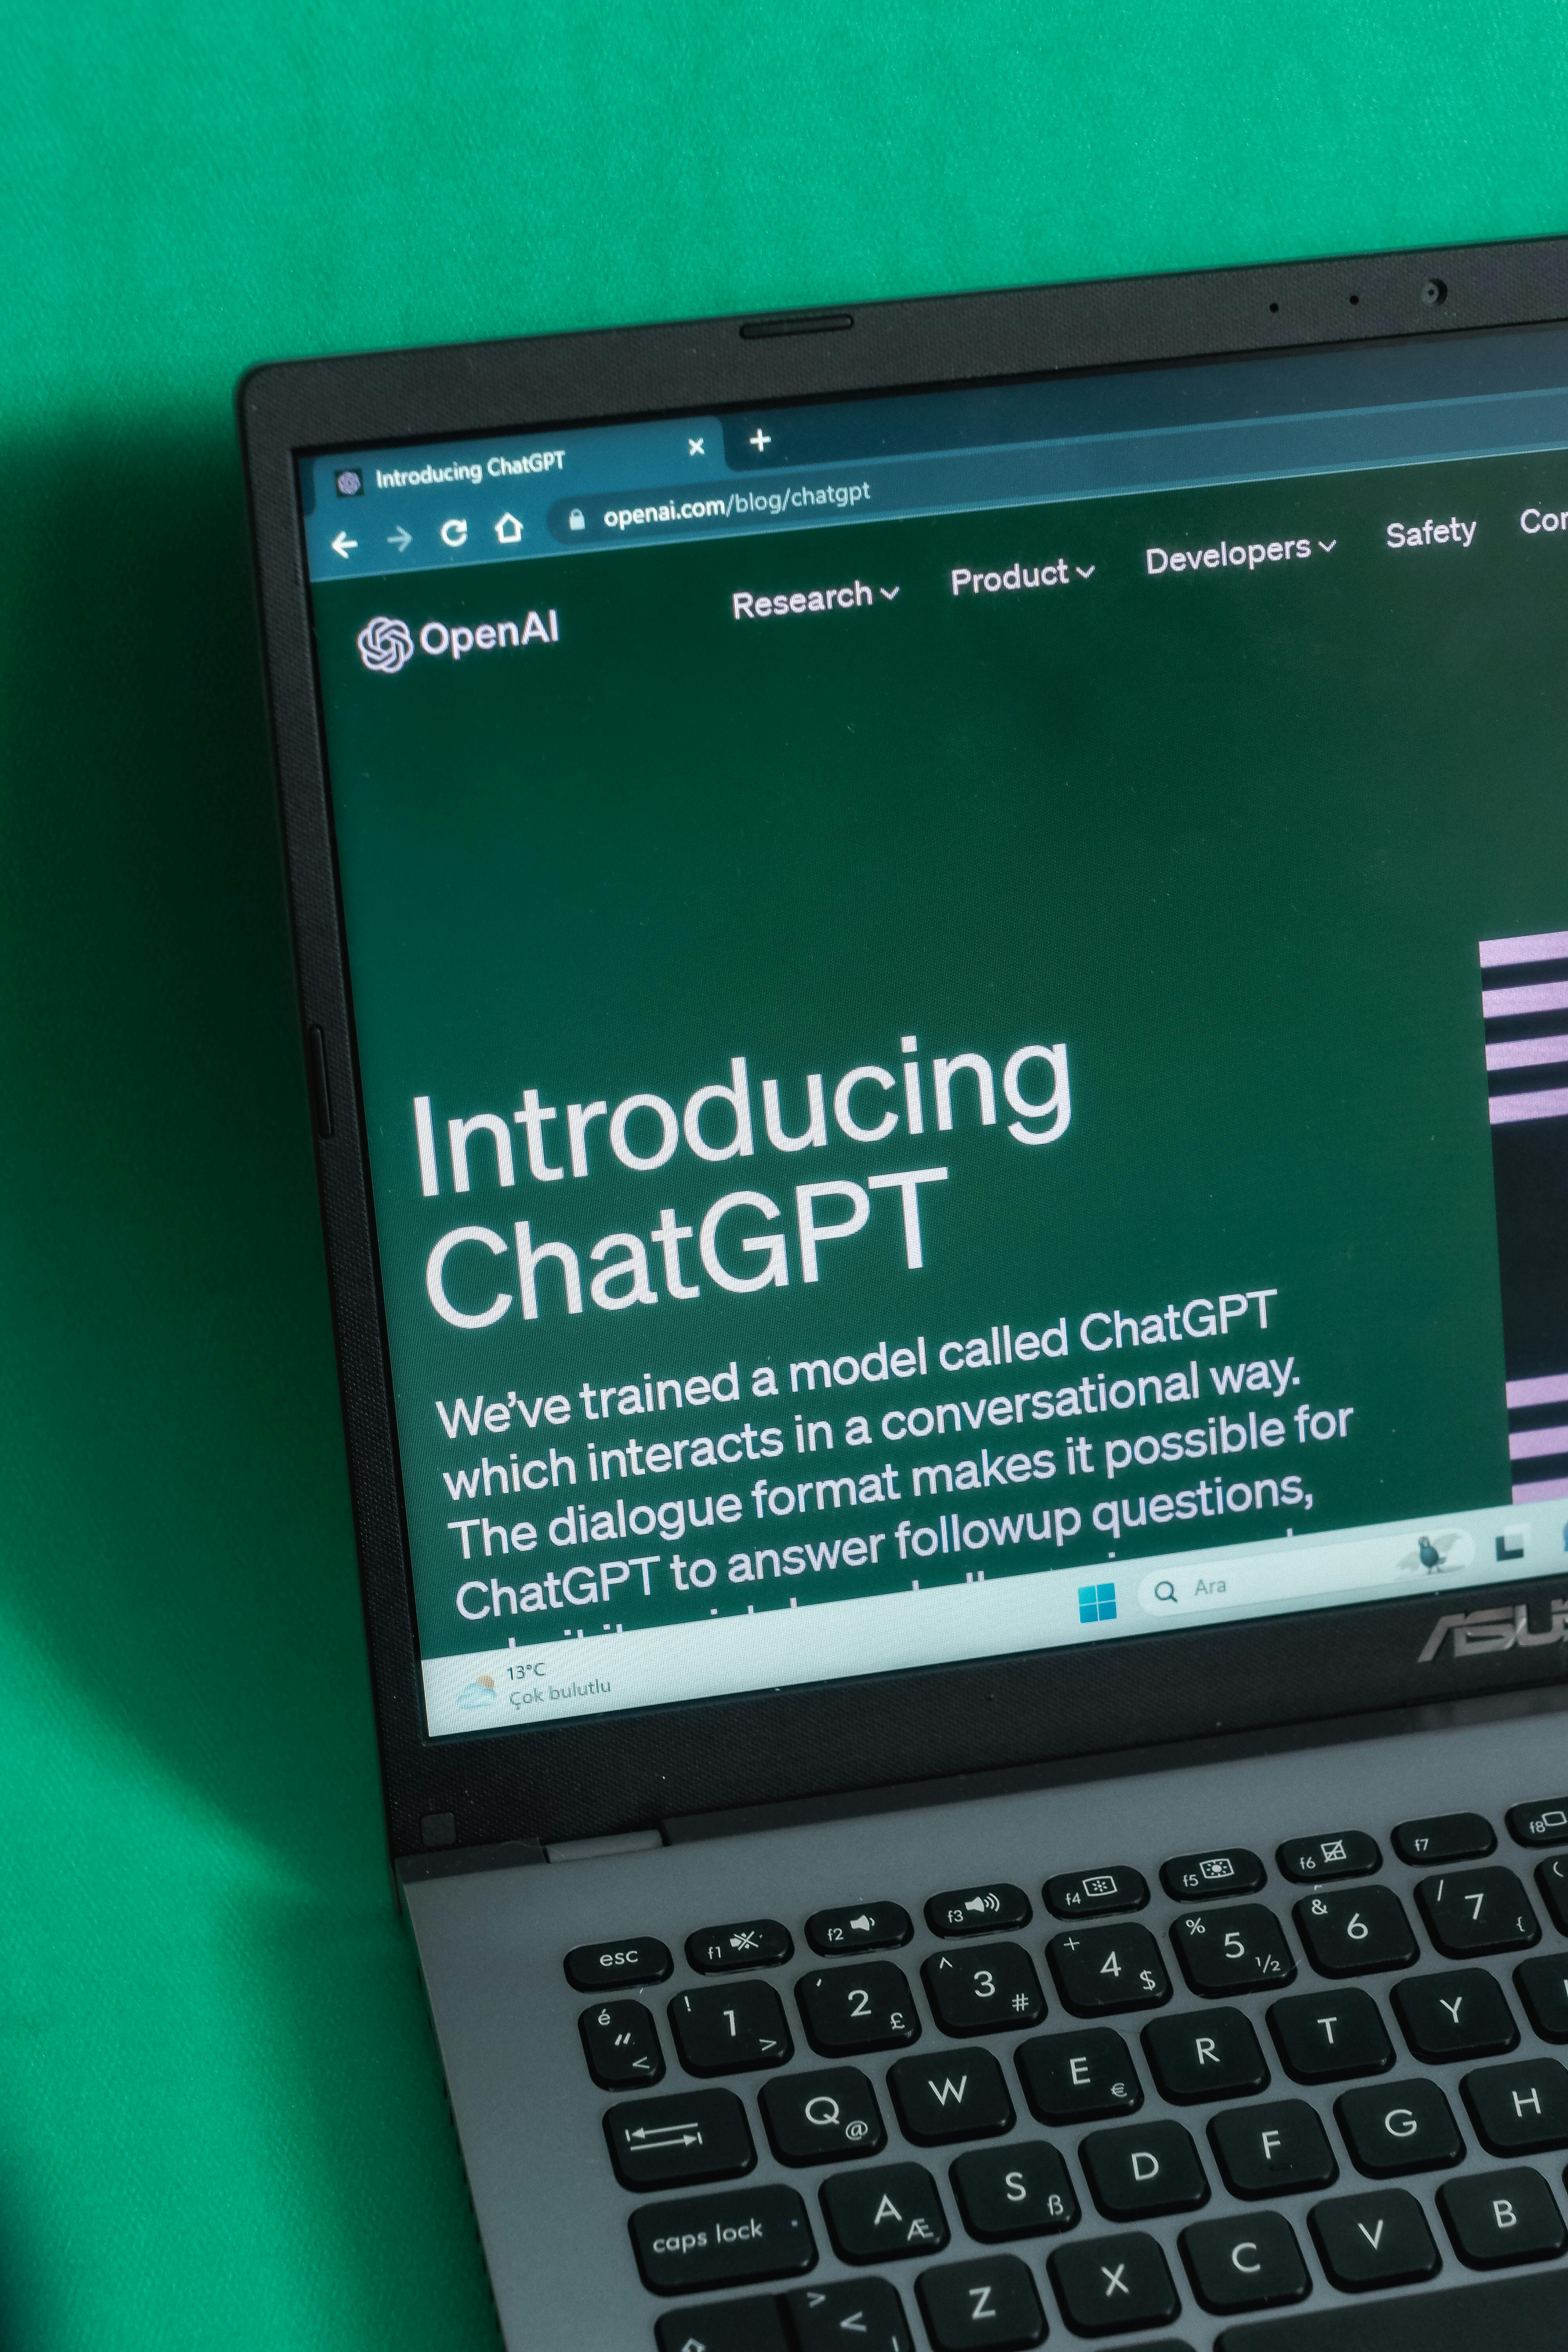 Introducing ChatGPT
openai.com/blog/chatgpt
OpenAI Research Product Developers Safety
Introducing
ChatGPT
We've trained a model called ChatGPT
which interacts in a conversational way.
The dialogue format makes it possible for
ChatGPT to answer followup questions,
Ara
13°C
Çok bulutlu
ASUS
esc f1 f2 f3 f4 f5 f6 f7 f8
é " < ! 1 > ' 2 £ ^ 3 # + 4 $ % 5 ½ & 6 / 7 {
Q @ W E € R T Y
caps lock A Æ S ß D F G H
> < | Z X C V B